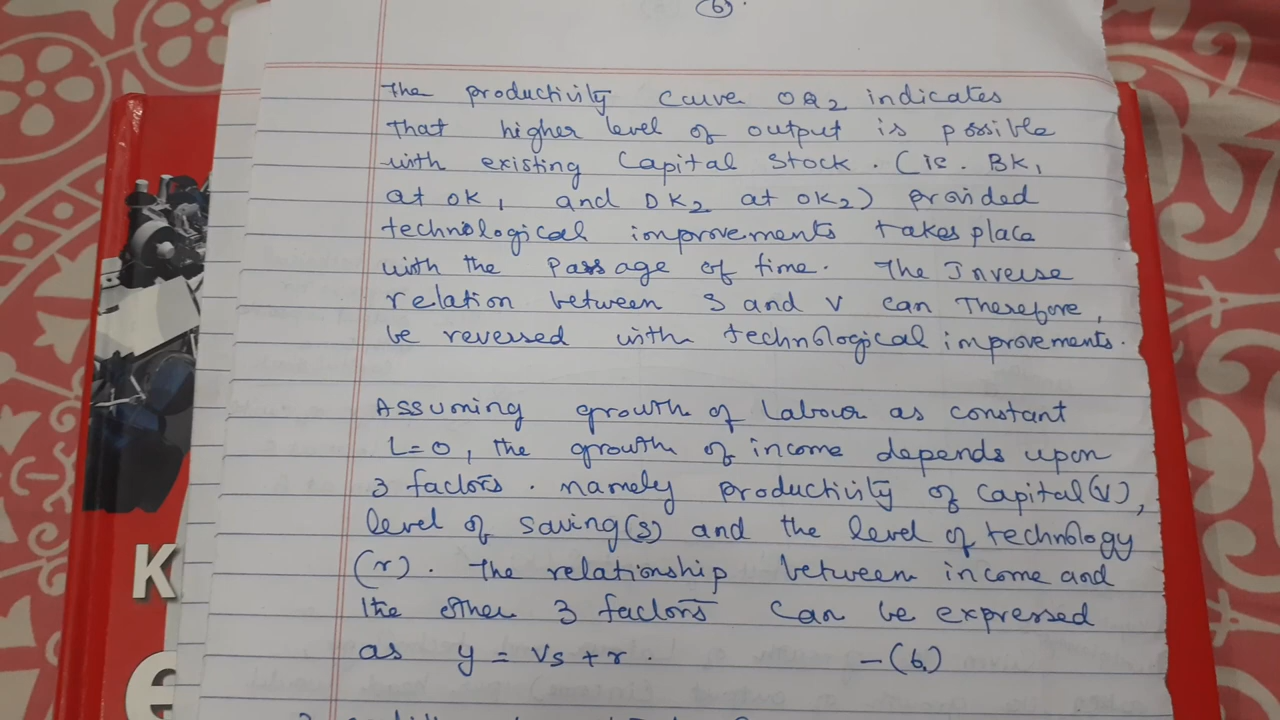 (6).
The productivity curve OQ2 indicates
that higher level of output is possible
with existing Capital Stock. (ie. BK1
at OK1 and DK2 at OK2) provided
technological improvements takes place
with the passage of time. The Inverse
relation between S and V can Therefore,
be reversed with technological improvements.
Assuming growth of Labour as constant
L=0, the growth of income depends upon
3 factors. namely productivity of Capital(V),
level of saving(S) and the level of technology
(r). The relationship between income and
the other 3 factors can be expressed
as y = Vs + r. -(6.)
K